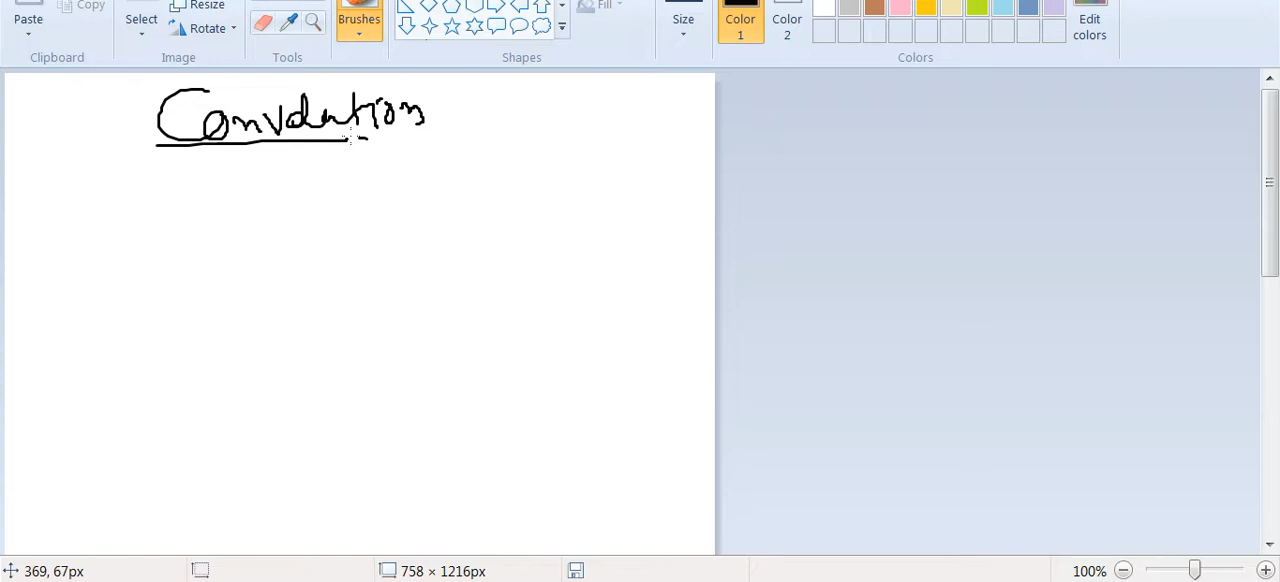 Paste
Copy
Select
Resize
Rotate
Brushes
Size
Color 1
Color 2
Edit colors
Fill
Clipboard
Image
Tools
Shapes
Colors
Convolution
369, 67px
758 × 1216px
100%